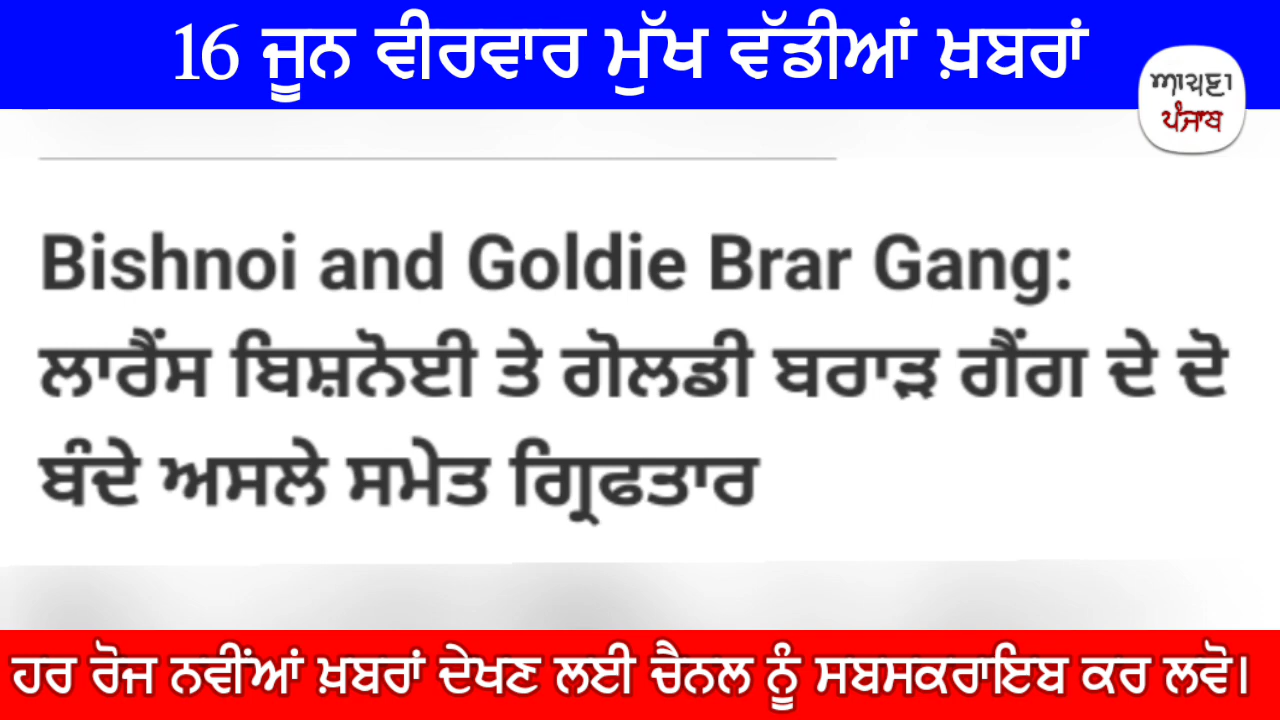 16 ਜੂਨ ਵੀਰਵਾਰ ਮੁੱਖ ਵੱਡੀਆਂ ਖ਼ਬਰਾਂ
ਆਪਣਾ
ਪੰਜਾਬ
Bishnoi and Goldie Brar Gang:
ਲਾਰੈਂਸ ਬਿਸ਼ਨੋਈ ਤੇ ਗੋਲਡੀ ਬਰਾੜ ਗੈਂਗ ਦੇ ਦੋ
ਬੰਦੇ ਅਸਲੇ ਸਮੇਤ ਗ੍ਰਿਫਤਾਰ
ਹਰ ਰੋਜ ਨਵੀਂਆਂ ਖ਼ਬਰਾਂ ਦੇਖਣ ਲਈ ਚੈਨਲ ਨੂੰ ਸਬਸਕਰਾਇਬ ਕਰ ਲਵੋ।